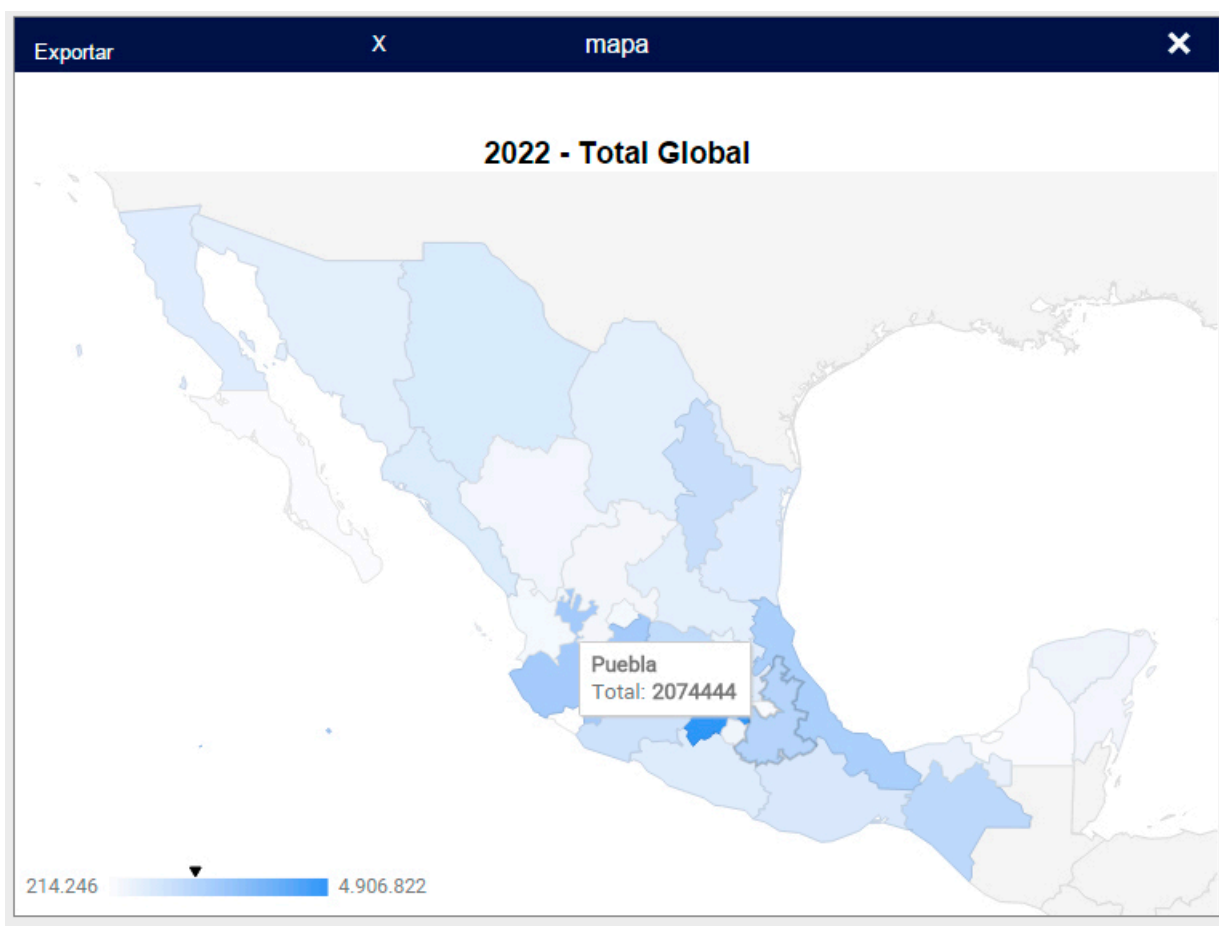 Exportar X mapa ×
2022 - Total Global
Puebla
Total: 2074444
214.246 4.906.822